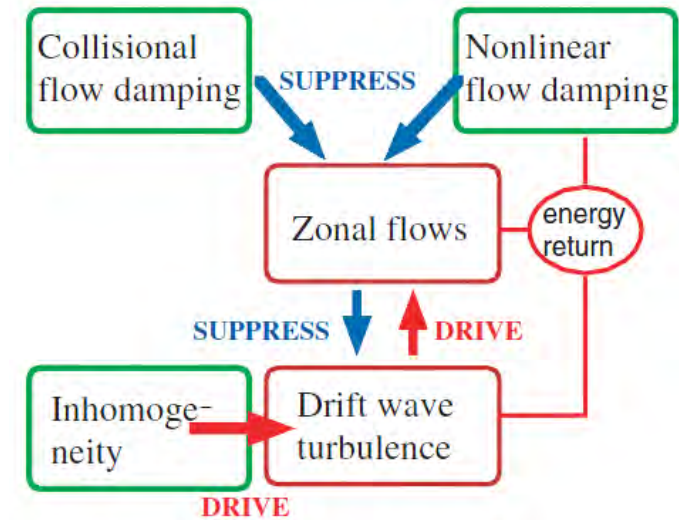 Collisional
flow damping
SUPPRESS
Nonlinear
flow damping
Zonal flows
energy
return
SUPPRESS
DRIVE
Inhomoge-
neity
Drift wave
turbulence
DRIVE